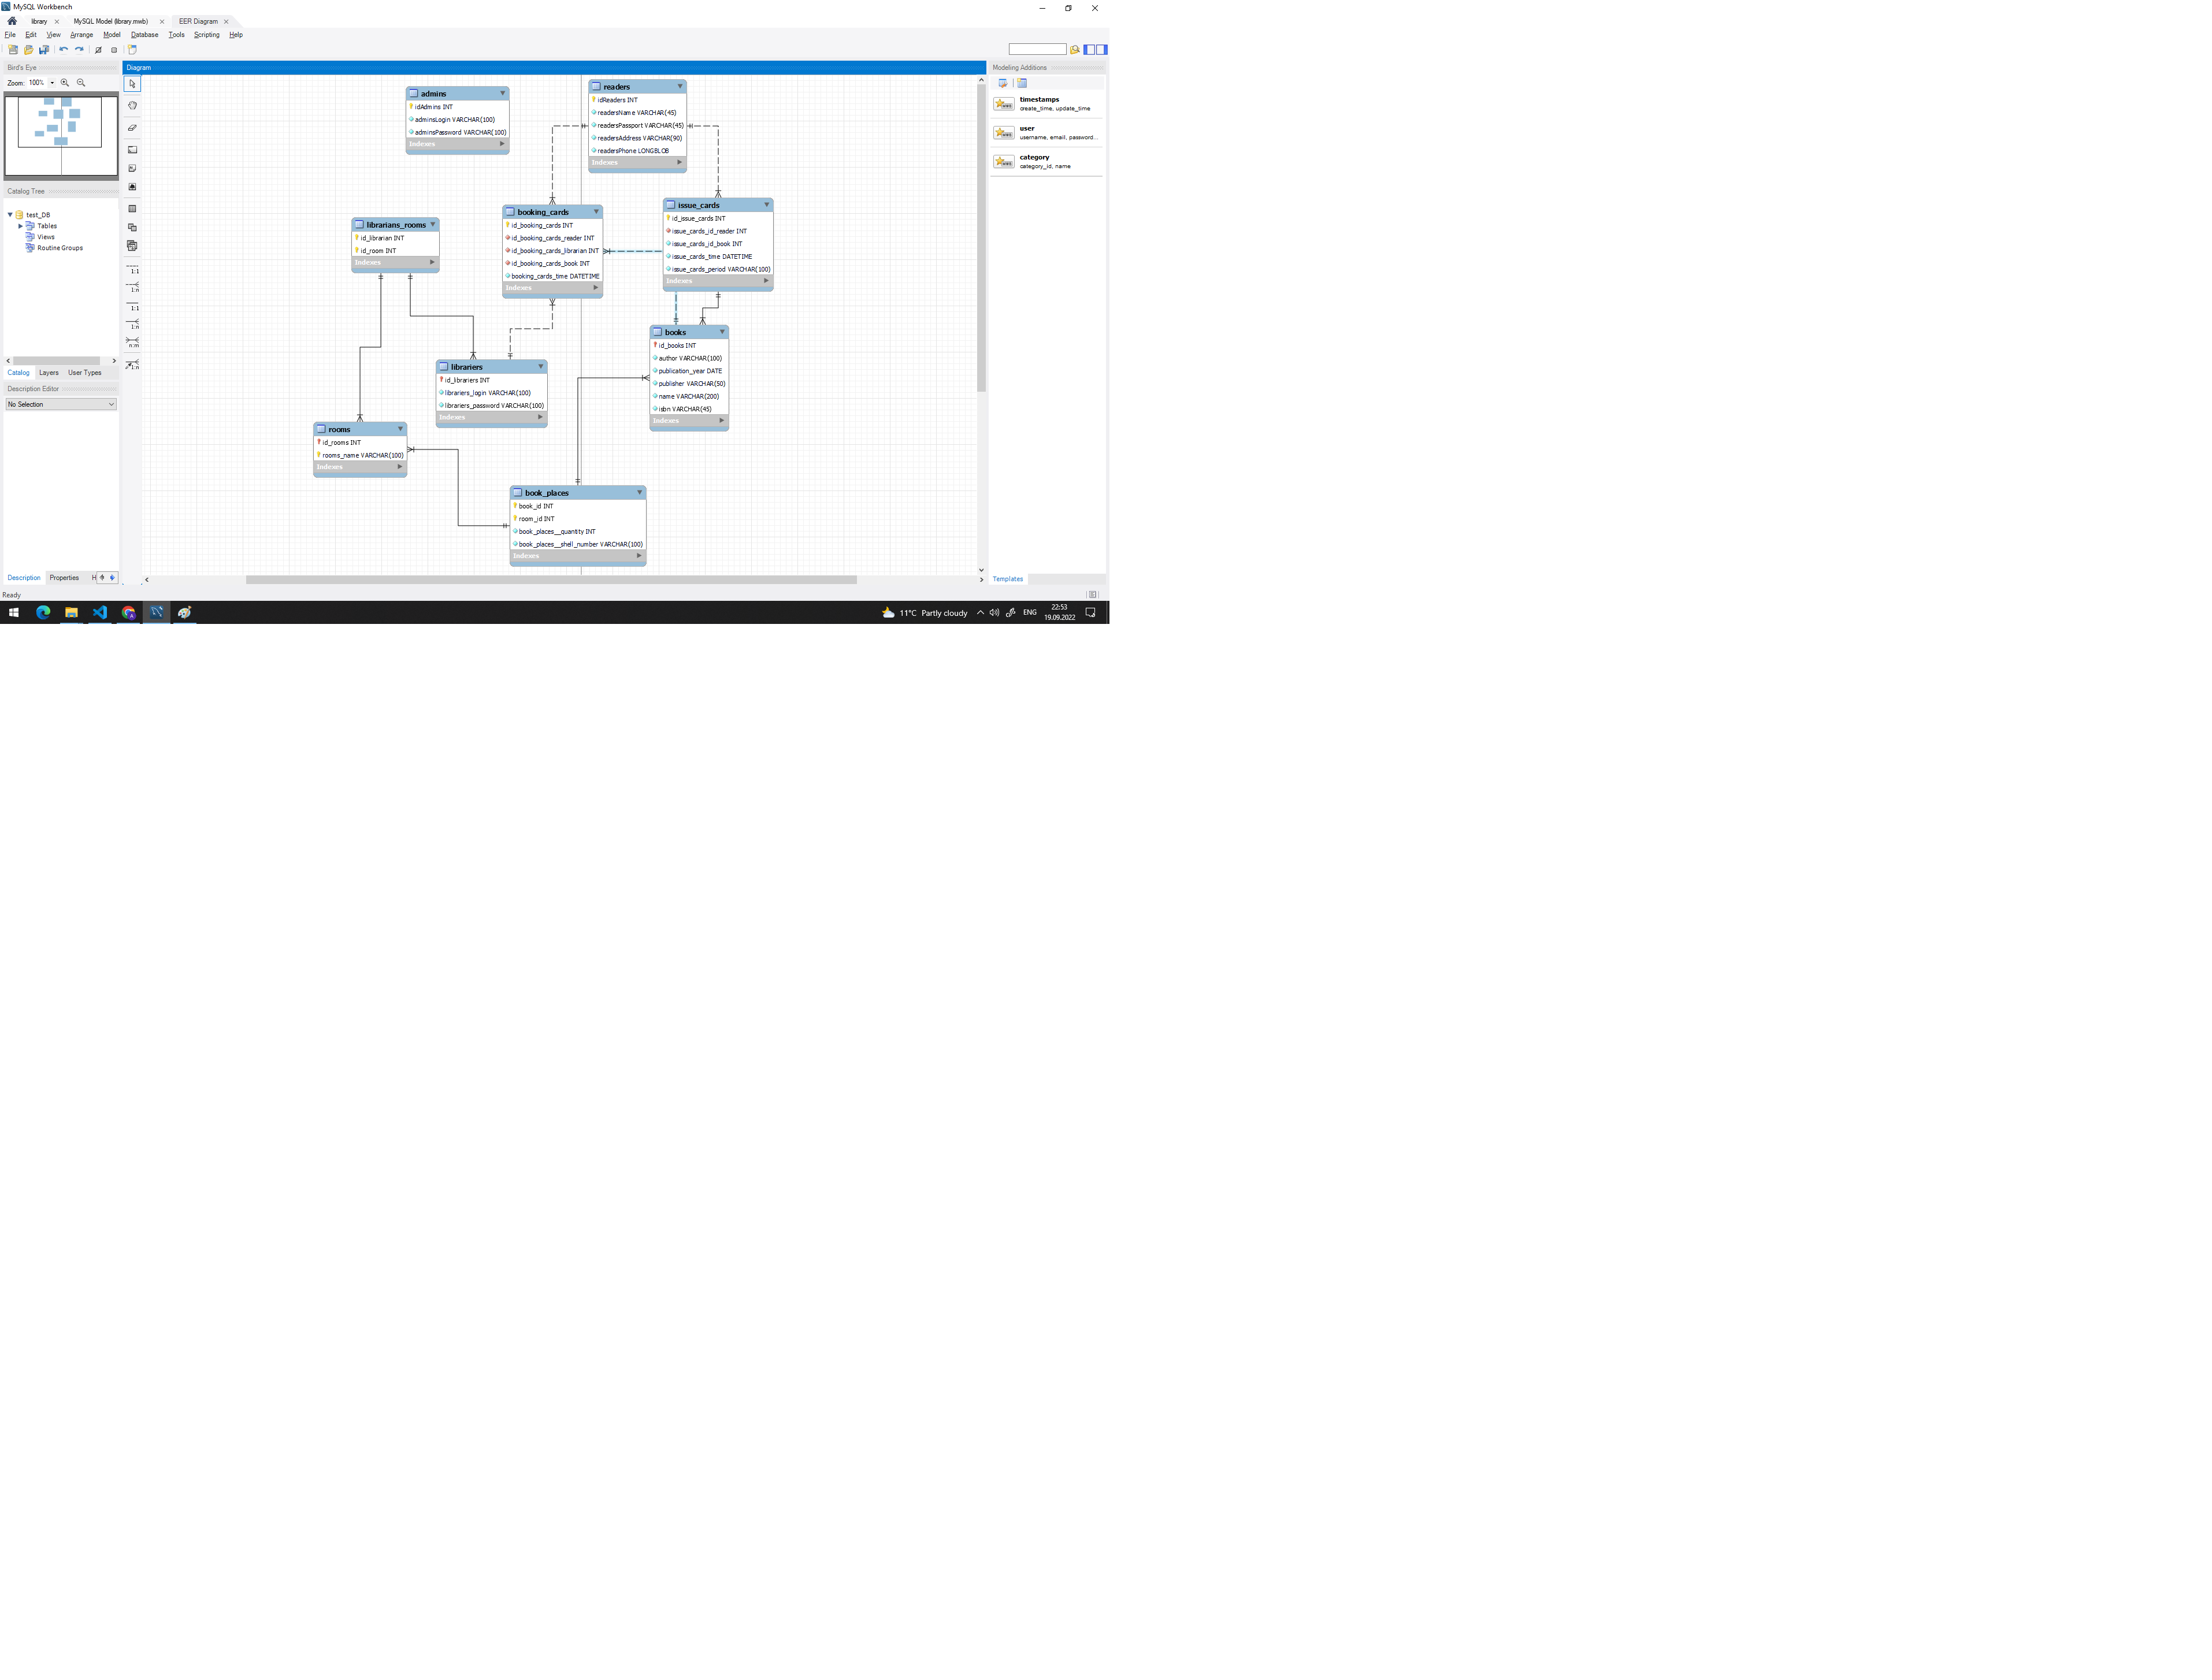 MySQL Workbench
library
MySQL Model (library.mwb)
EER Diagram
File Edit View Arrange Model Database Tools Scripting Help
Bird's Eye
Zoom: 100%
Catalog Tree
test_DB
Tables
Views
Routine Groups
Catalog Layers User Types
Description Editor
No Selection
Description Properties H
Ready
Diagram
1:1
1:n
1:1
1:n
n:m
1:n
admins
idAdmins INT
adminsLogin VARCHAR(100)
adminsPassword VARCHAR(100)
Indexes
readers
idReaders INT
readersName VARCHAR(45)
readersPassport VARCHAR(45)
readersAddress VARCHAR(90)
readersPhone LONGBLOB
Indexes
librarians_rooms
id_librarian INT
id_room INT
Indexes
booking_cards
id_booking_cards INT
id_booking_cards_reader INT
id_booking_cards_librarian INT
id_booking_cards_book INT
booking_cards_time DATETIME
Indexes
issue_cards
id_issue_cards INT
issue_cards_id_reader INT
issue_cards_id_book INT
issue_cards_time DATETIME
issue_cards_period VARCHAR(100)
Indexes
librariers
id_librariers INT
librariers_login VARCHAR(100)
librariers_password VARCHAR(100)
Indexes
books
id_books INT
author VARCHAR(100)
publication_year DATE
publisher VARCHAR(50)
name VARCHAR(200)
isbn VARCHAR(45)
Indexes
rooms
id_rooms INT
rooms_name VARCHAR(100)
Indexes
book_places
book_id INT
room_id INT
book_places__quantity INT
book_places__shell_number VARCHAR(100)
Indexes
Modeling Additions
timestamps
create_time, update_time
user
username, email, password...
category
category_id, name
Templates
11°C Partly cloudy
ENG
22:53
19.09.2022